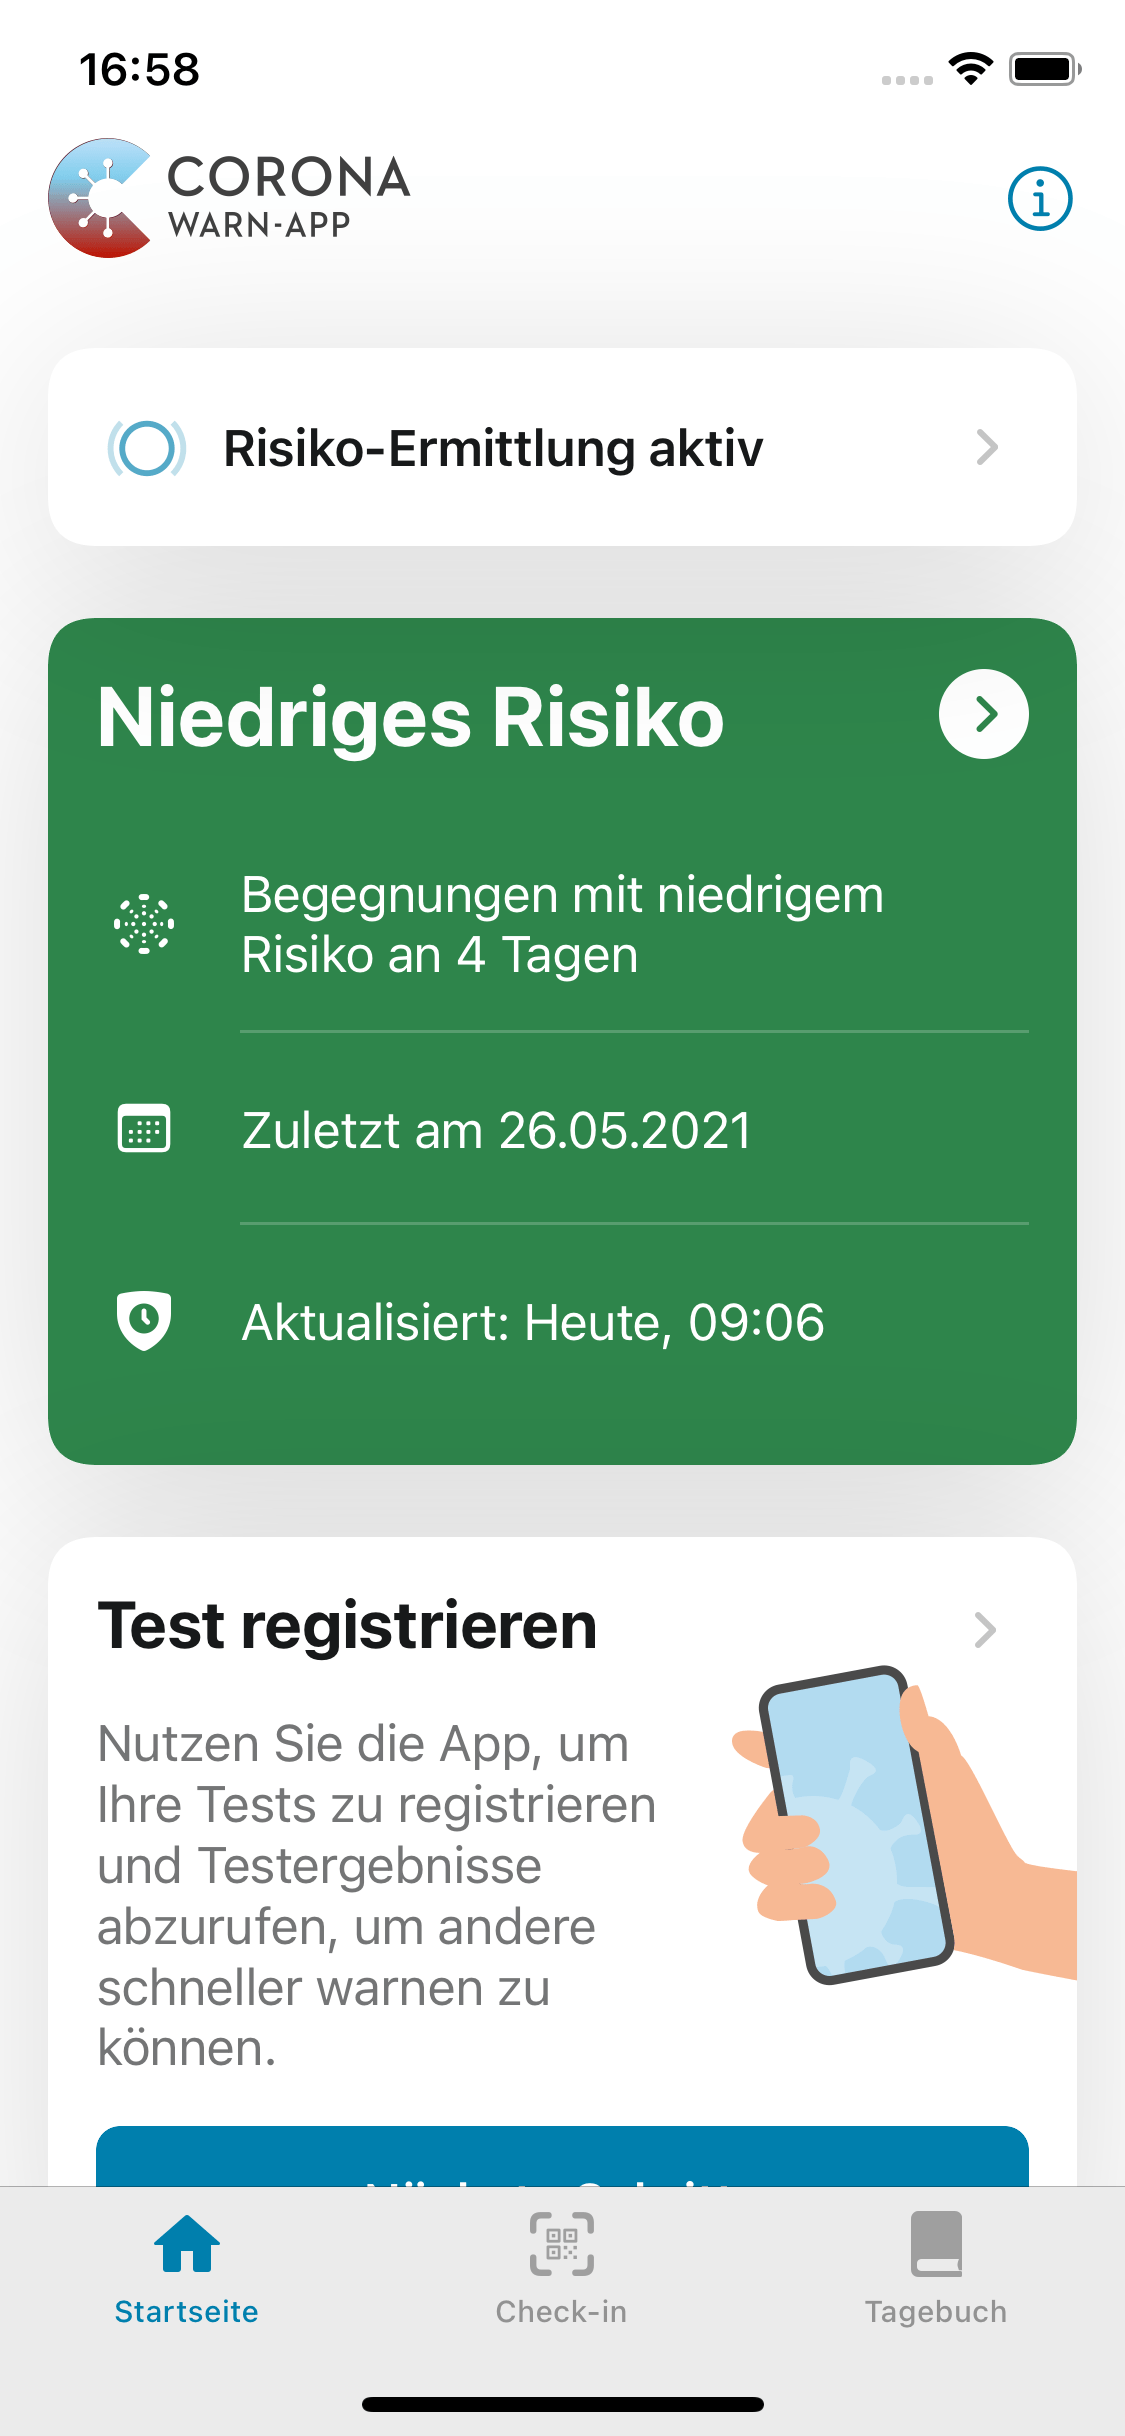 16:58
CORONA
WARN-APP
Risiko-Ermittlung aktiv
Niedriges Risiko
Begegnungen mit niedrigem
Risiko an 4 Tagen
Zuletzt am 26.05.2021
Aktualisiert: Heute, 09:06
Test registrieren
Nutzen Sie die App, um
Ihre Tests zu registrieren
und Testergebnisse
abzurufen, um andere
schneller warnen zu
können.
Startseite
Check-in
Tagebuch